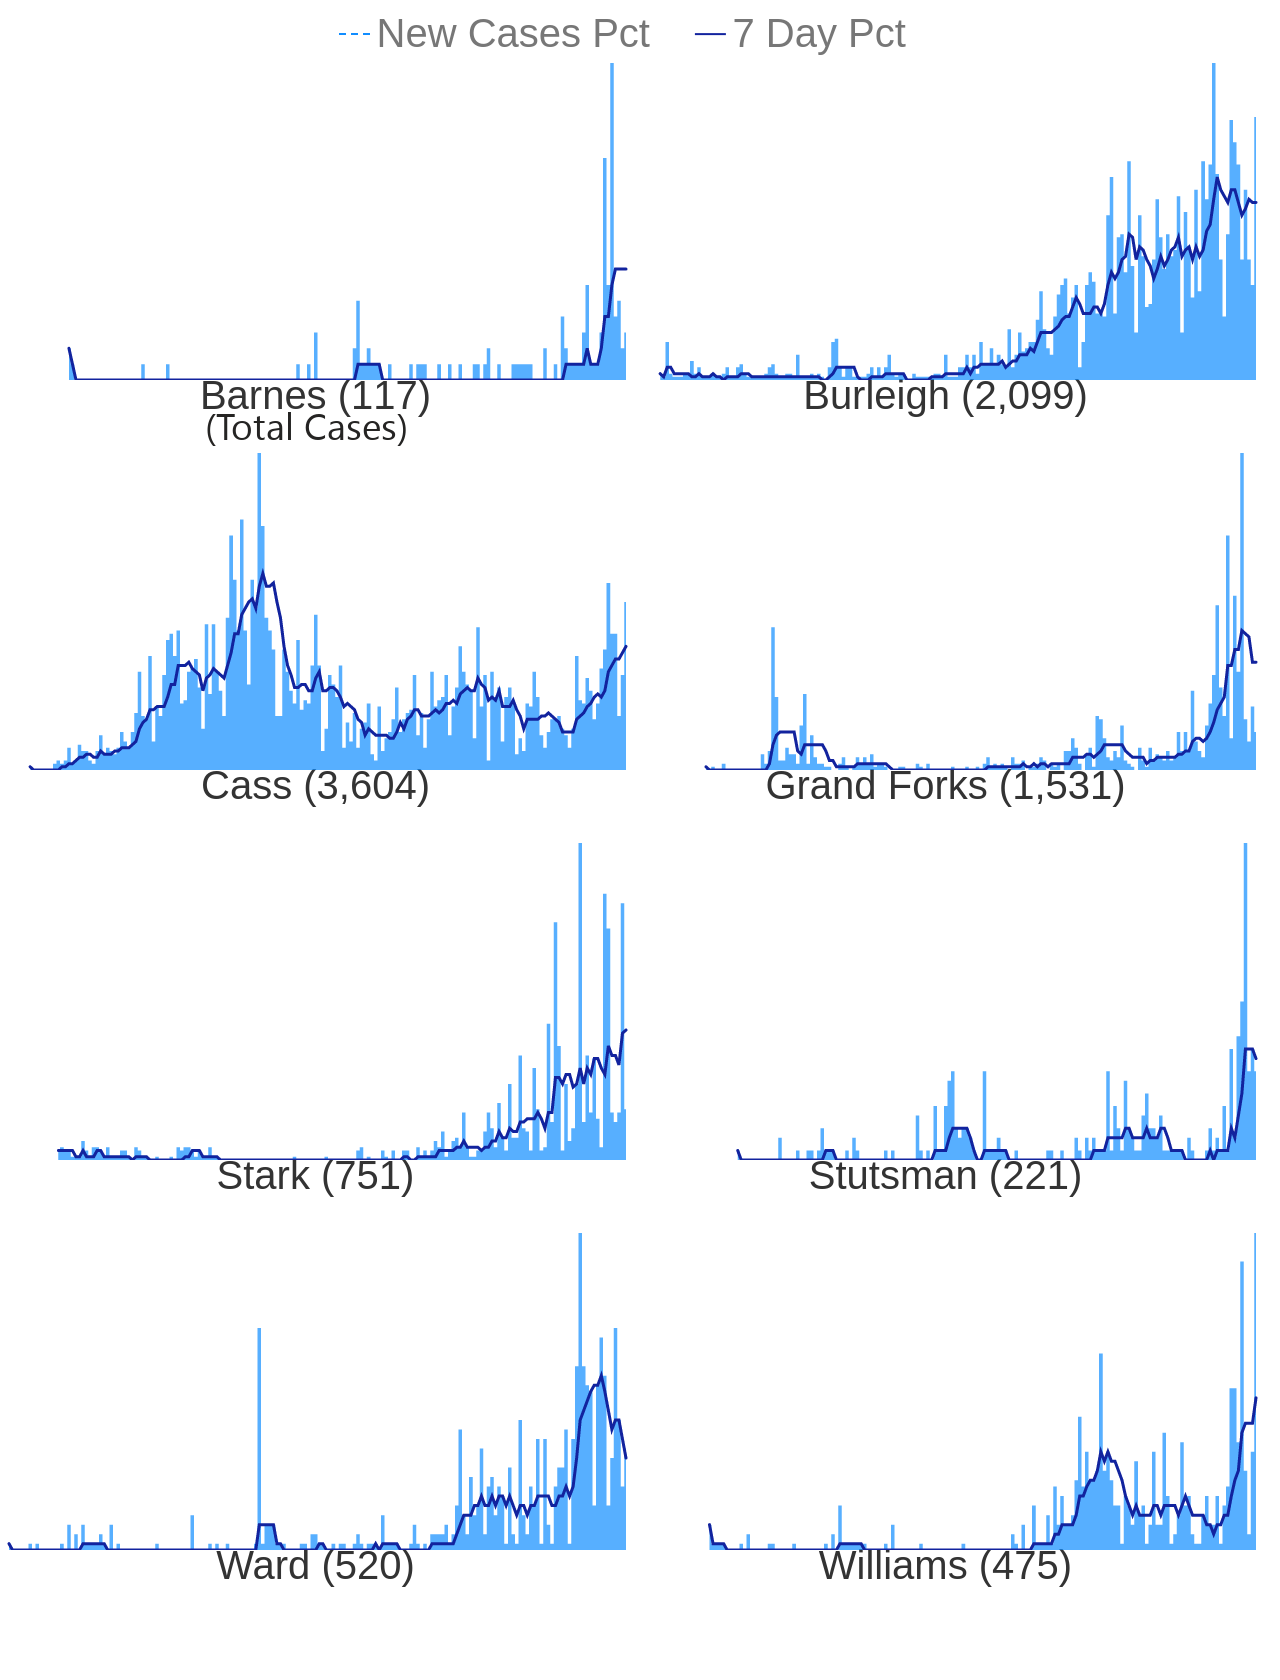 New Cases Pct 7 Day Pct
Barnes (117) Burleigh (2,099)
(Total Cases)
Cass (3,604) Grand Forks (1,531)
Stark (751) Stutsman (221)
Ward (520) Williams (475)